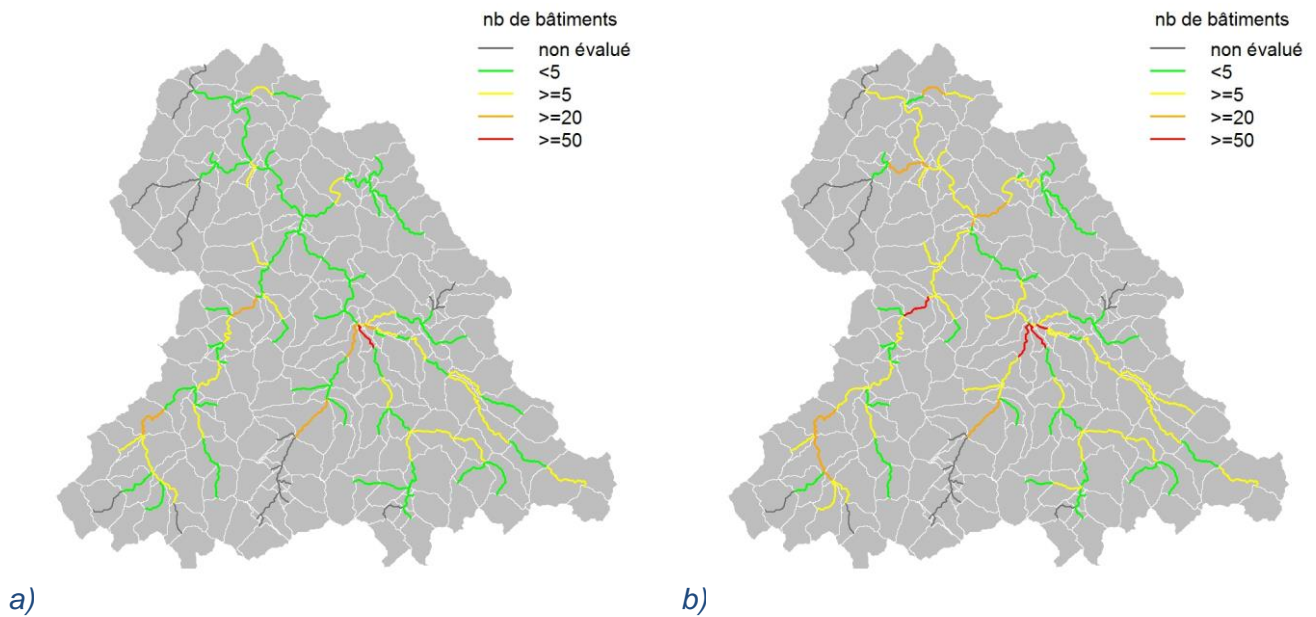 nb de bâtiments
non évalué
<5
>=5
>=20
>=50
nb de bâtiments
non évalué
<5
>=5
>=20
>=50
a)
b)